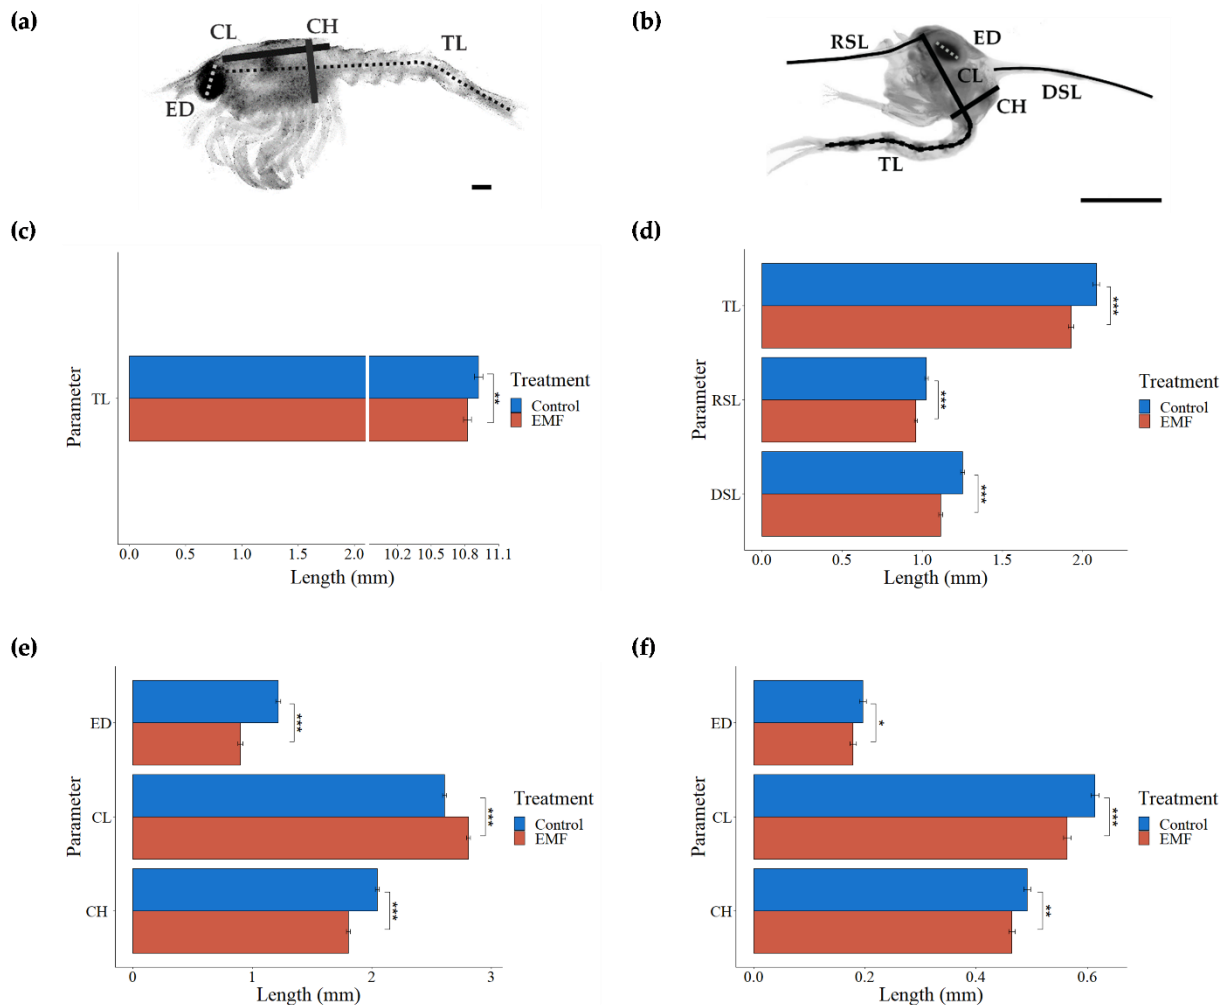 (a)
CL
CH
TL
ED
(b)
RSL
ED
CL
DSL
CH
TL
(c)
Parameter
TL
**
Treatment
Control
EMF
0.0 0.5 1.0 1.5 2.0 10.2 10.5 10.8 11.1
Length (mm)
(d)
Parameter
TL
***
RSL
***
DSL
***
Treatment
Control
EMF
0.0 0.5 1.0 1.5 2.0
Length (mm)
(e)
Parameter
ED
***
CL
***
CH
***
Treatment
Control
EMF
0 1 2 3
Length (mm)
(f)
Parameter
ED
*
CL
***
CH
**
Treatment
Control
EMF
0.0 0.2 0.4 0.6
Length (mm)